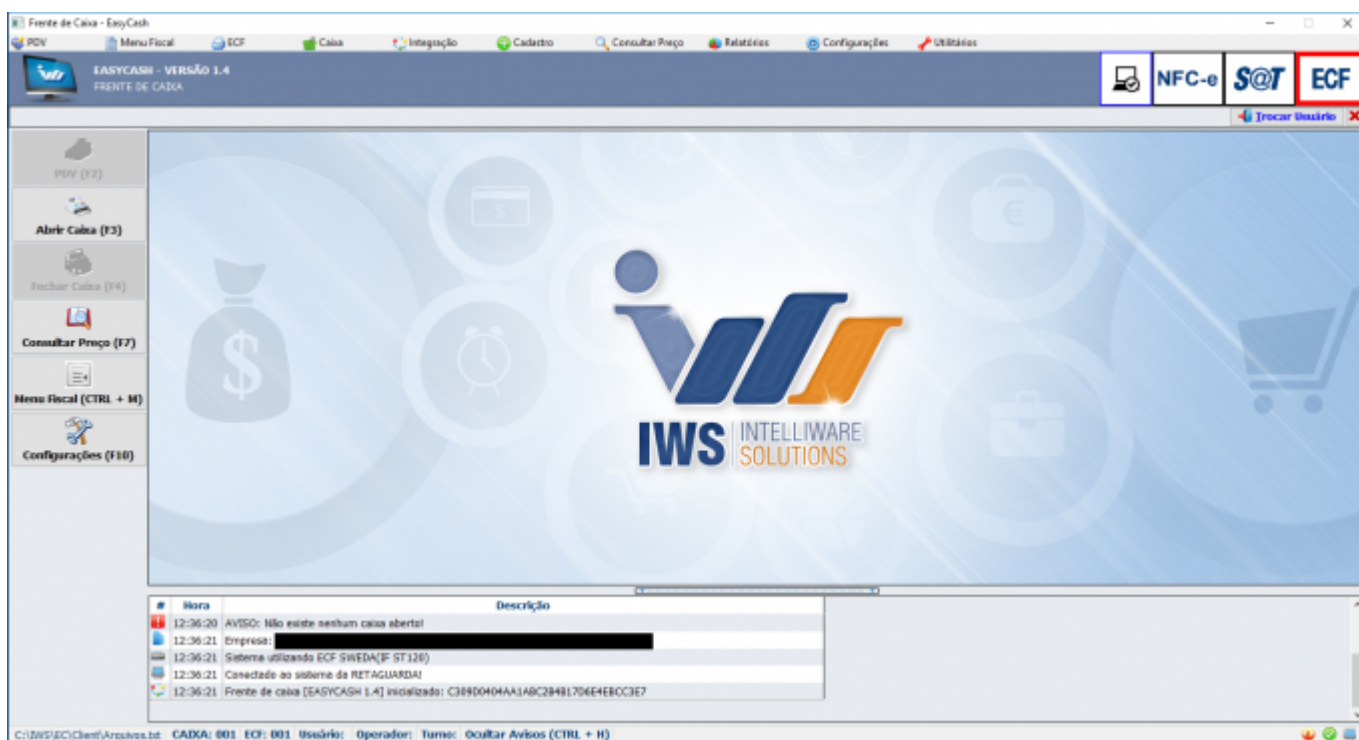 Frente de Caixa - EasyCash
PDV Menu Fiscal ECF Caixa Integração Cadastro Consultar Preço Relatórios Configurações Utilitários
EASYCASH - VERSÃO 1.4
FRENTE DE CAIXA
NFC-e S@T ECF
Trocar Usuário
PDV (F2)
Abrir Caixa (F3)
Fechar Caixa (F4)
Consultar Preço (F7)
Menu Fiscal (CTRL + M)
Configurações (F10)
IWS INTELLIWARE
SOLUTIONS
# Hora Descrição
12:36:20 AVISO: Não existe nenhum caixa aberto!
12:36:21 Empresa:
12:36:21 Sistema utilizando ECF SWEDA(IF ST120)
12:36:21 Conectado ao sistema da RETAGUARDA!
12:36:21 Frente de caixa [EASYCASH 1.4] inicializado:
C:\IWS\EC\Client\Arquivos.txt CAIXA: 001 ECF: 001 Usuário: Operador: Turno: Ocultar Avisos (CTRL + H)